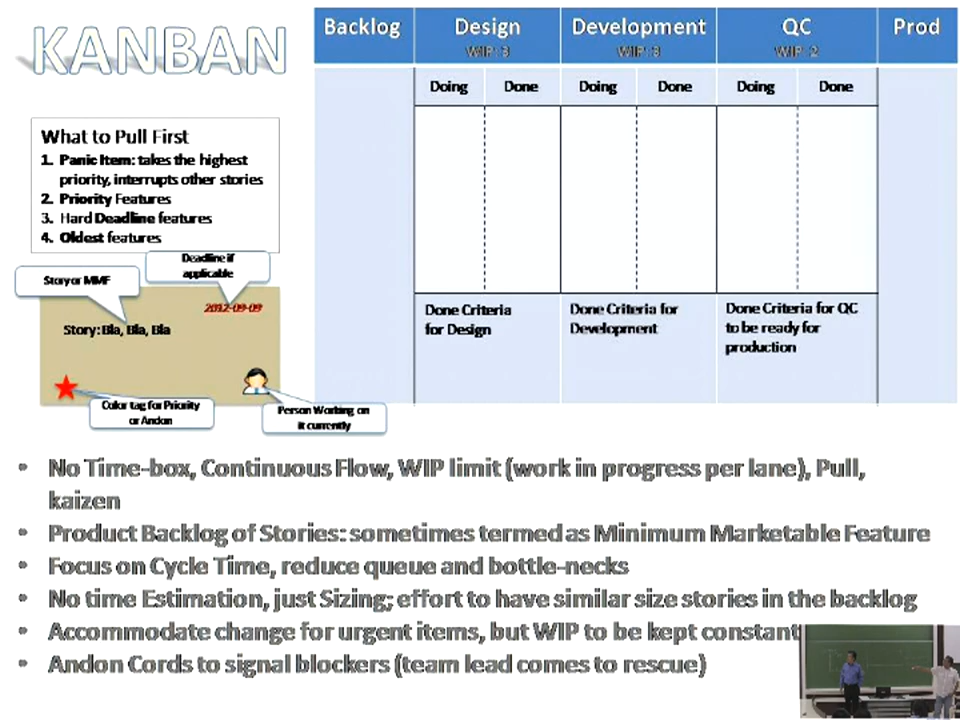 KANBAN
Backlog Design Development QC Prod
WIP: 3 WIP: 3 WIP: 2
Doing Done Doing Done Doing Done
What to Pull First
1. Panic Item: takes the highest
priority, interrupts other stories
2. Priority Features
3. Hard Deadline features
4. Oldest features
Deadline if
applicable
Story or MMF
2012-09-09
Story: Bla, Bla, Bla
Color tag for Priority
or Andon
Person Working on
it currently
Done Criteria
for Design
Done Criteria for
Development
Done Criteria for QC
to be ready for
production
• No Time-box, Continuous Flow, WIP limit (work in progress per lane), Pull,
kaizen
• Product Backlog of Stories: sometimes termed as Minimum Marketable Feature
• Focus on Cycle Time, reduce queue and bottle-necks
• No time Estimation, just Sizing; effort to have similar size stories in the backlog
• Accommodate change for urgent items, but WIP to be kept constant
• Andon Cords to signal blockers (team lead comes to rescue)